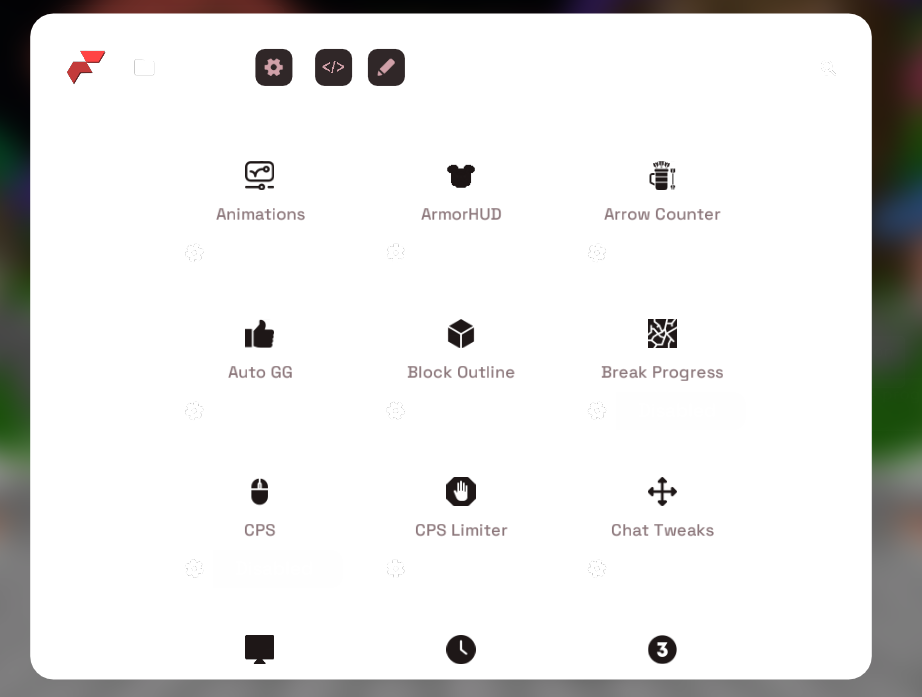 </>
Animations
ArmorHUD
Arrow Counter
Auto GG
Block Outline
Break Progress
CPS
CPS Limiter
Chat Tweaks
3